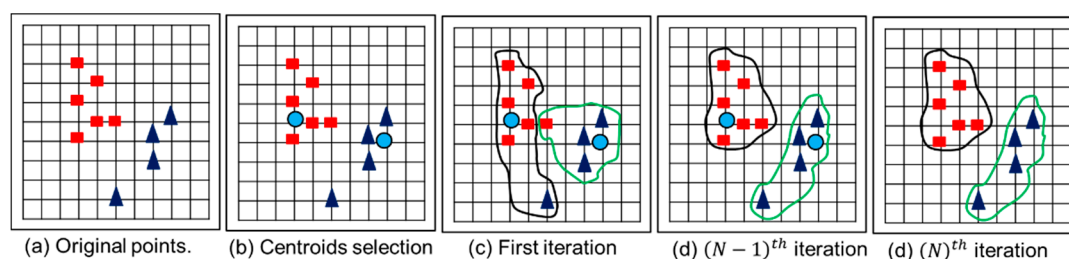 (a) Original points.
(b) Centroids selection
(c) First iteration
(d) (N − 1)^th iteration
(d) (N)^th iteration